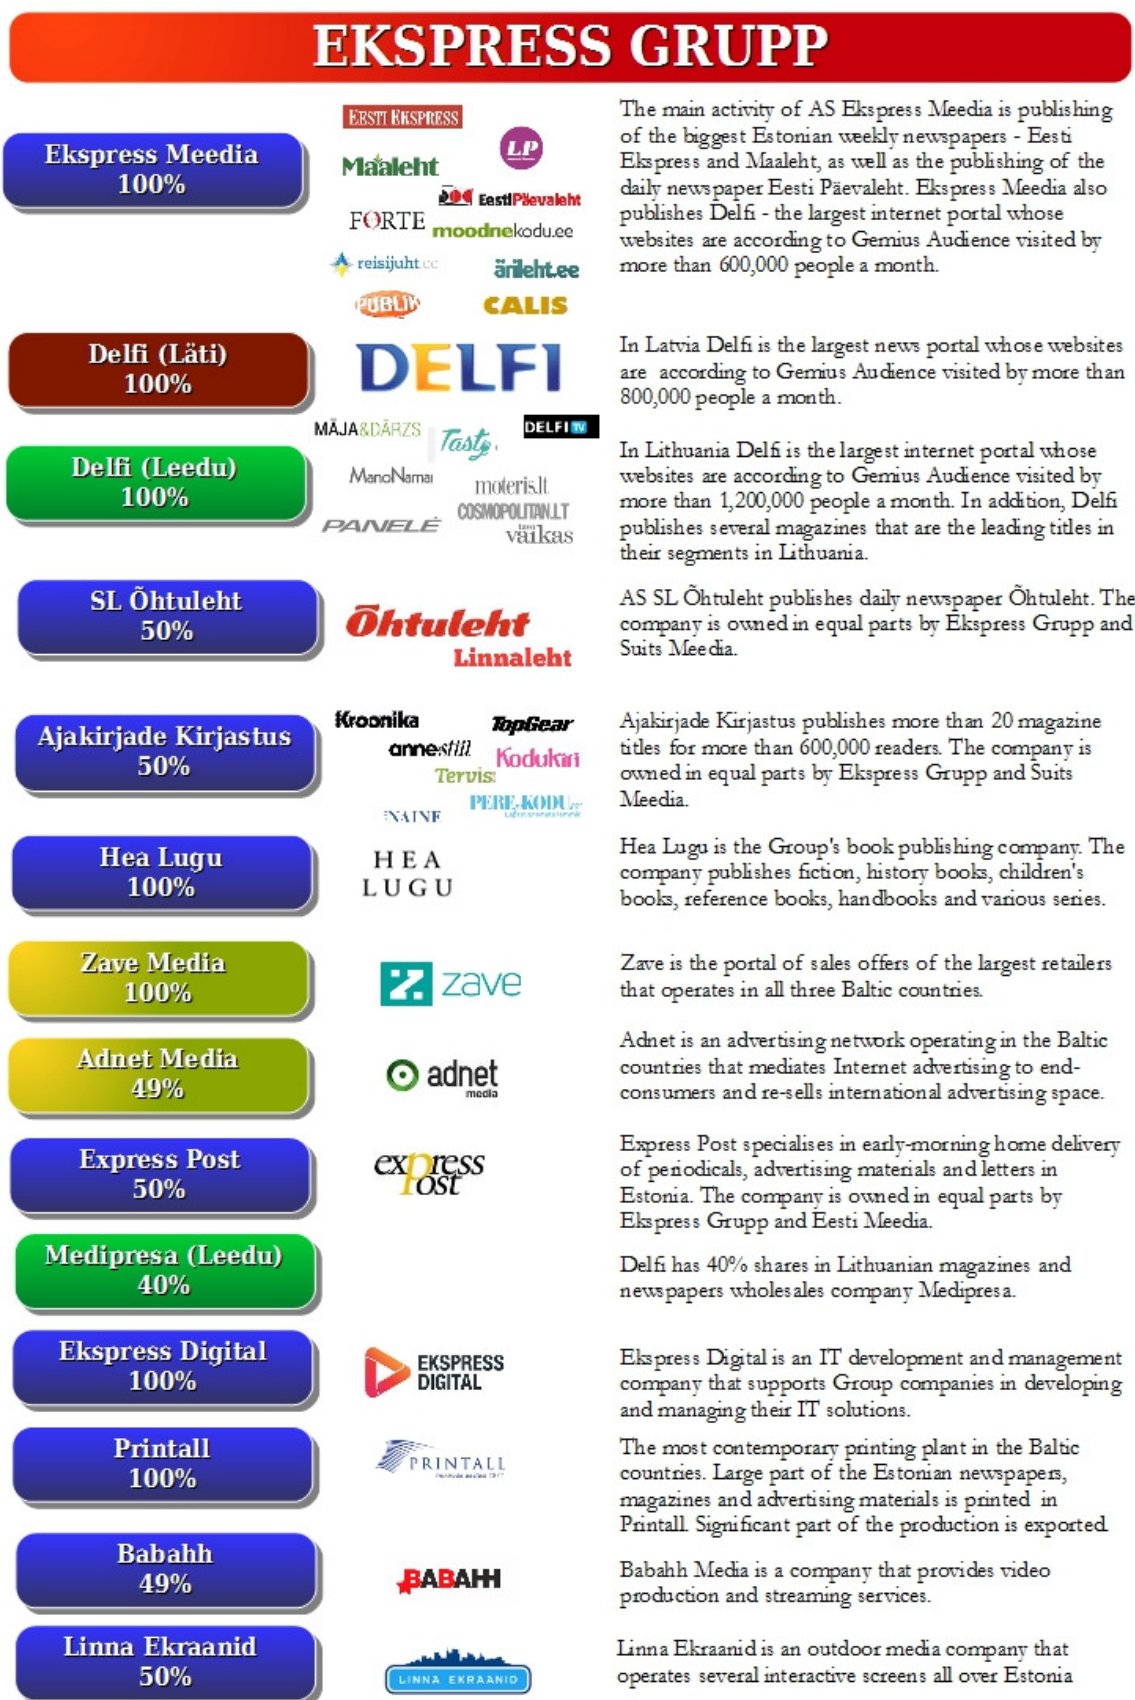 EKSPRESS GRUPP
Ekspress Meedia
100%
EESTI EKSPRESS
LP
Maaleht
EestiPäevaleht
FORTE
moodnekodu.ee
reisijuht.ee
ärileht.ee
PUBLIK
CALIS
The main activity of AS Ekspress Meedia is publishing
of the biggest Estonian weekly newspapers - Eesti
Ekspress and Maaleht, as well as the publishing of the
daily newspaper Eesti Päevaleht. Ekspress Meedia also
publishes Delfi - the largest internet portal whose
websites are according to Gemius Audience visited by
more than 600,000 people a month.
Delfi (Läti)
100%
DELFI
In Latvia Delfi is the largest news portal whose websites
are according to Gemius Audience visited by more than
800,000 people a month.
MĀJA&DĀRZS
Tasty
DELFI TV
Delfi (Leedu)
100%
ManoNamai
moteris.lt
PANELĖ
COSMOPOLITAN.LT
vaikas
In Lithuania Delfi is the largest internet portal whose
websites are according to Gemius Audience visited by
more than 1,200,000 people a month. In addition, Delfi
publishes several magazines that are the leading titles in
their segments in Lithuania.
SL Õhtuleht
50%
Õhtuleht
Linnaleht
AS SL Õhtuleht publishes daily newspaper Õhtuleht. The
company is owned in equal parts by Ekspress Grupp and
Suits Meedia.
Ajakirjade Kirjastus
50%
Kroonika
TopGear
annestiil
Kodukiri
Tervis
PERE-KODU.ee
NAINE
Ajakirjade Kirjastus publishes more than 20 magazine
titles for more than 600,000 readers. The company is
owned in equal parts by Ekspress Grupp and Suits
Meedia.
Hea Lugu
100%
HEA
LUGU
Hea Lugu is the Group's book publishing company. The
company publishes fiction, history books, children's
books, reference books, handbooks and various series.
Zave Media
100%
zave
Zave is the portal of sales offers of the largest retailers
that operates in all three Baltic countries.
Adnet Media
49%
adnet
media
Adnet is an advertising network operating in the Baltic
countries that mediates Internet advertising to end-
consumers and re-sells international advertising space.
Express Post
50%
express
Post
Express Post specialises in early-morning home delivery
of periodicals, advertising materials and letters in
Estonia. The company is owned in equal parts by
Ekspress Grupp and Eesti Meedia.
Medipresa (Leedu)
40%
Delfi has 40% shares in Lithuanian magazines and
newspapers wholesales company Medipresa.
Ekspress Digital
100%
EKSPRESS
DIGITAL
Ekspress Digital is an IT development and management
company that supports Group companies in developing
and managing their IT solutions.
Printall
100%
PRINTALL
The most contemporary printing plant in the Baltic
countries. Large part of the Estonian newspapers,
magazines and advertising materials is printed in
Printall. Significant part of the production is exported.
Babahh
49%
BABAHH
Babahh Media is a company that provides video
production and streaming services.
Linna Ekraanid
50%
LINNA EKRAANID
Linna Ekraanid is an outdoor media company that
operates several interactive screens all over Estonia